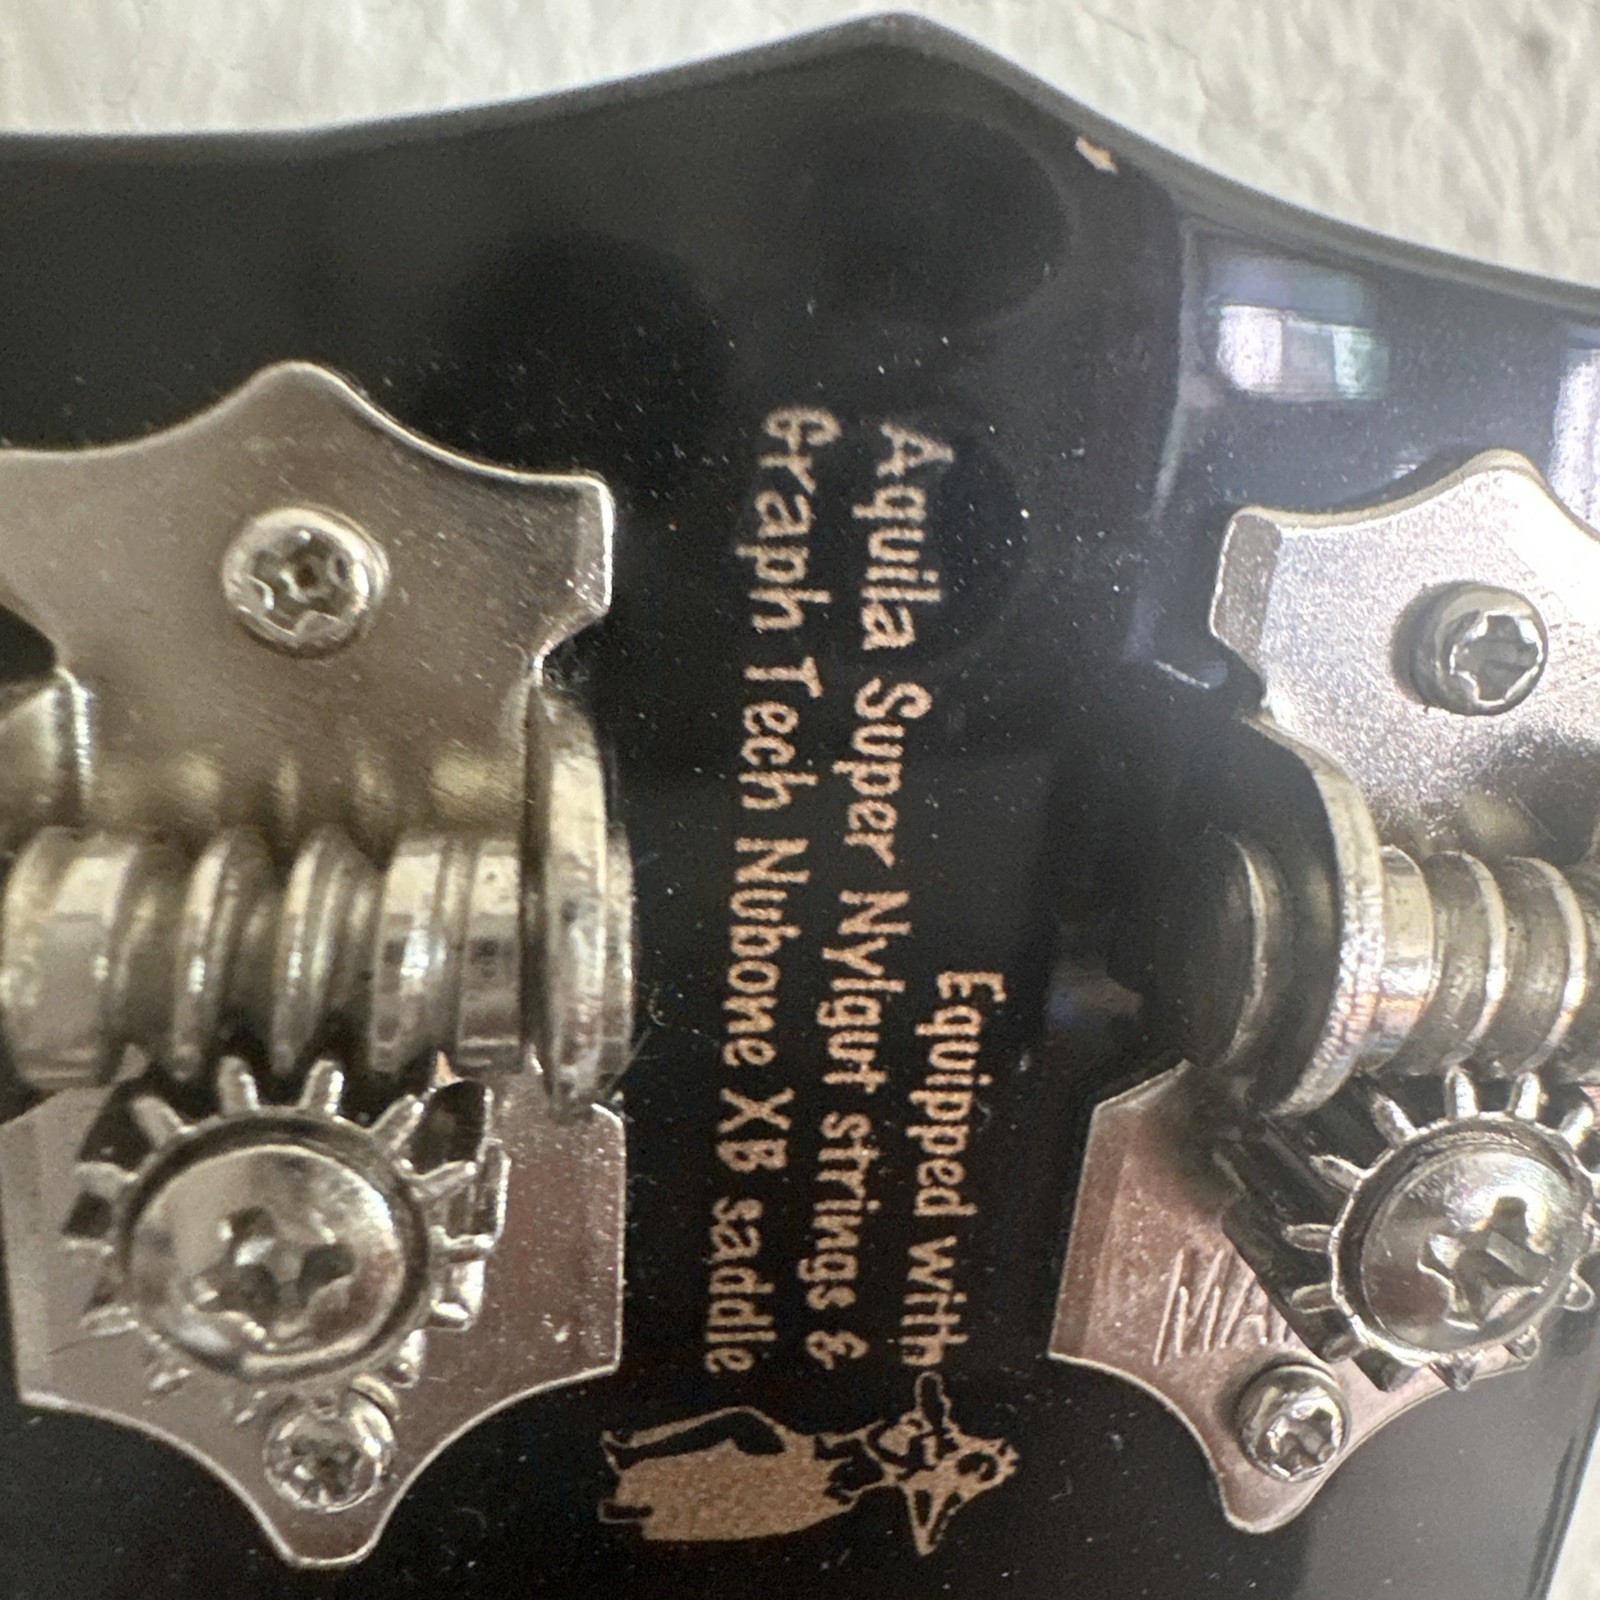 Equipped with
Aquila Super Nylgut strings &
Graph Tech Nubone XB saddle